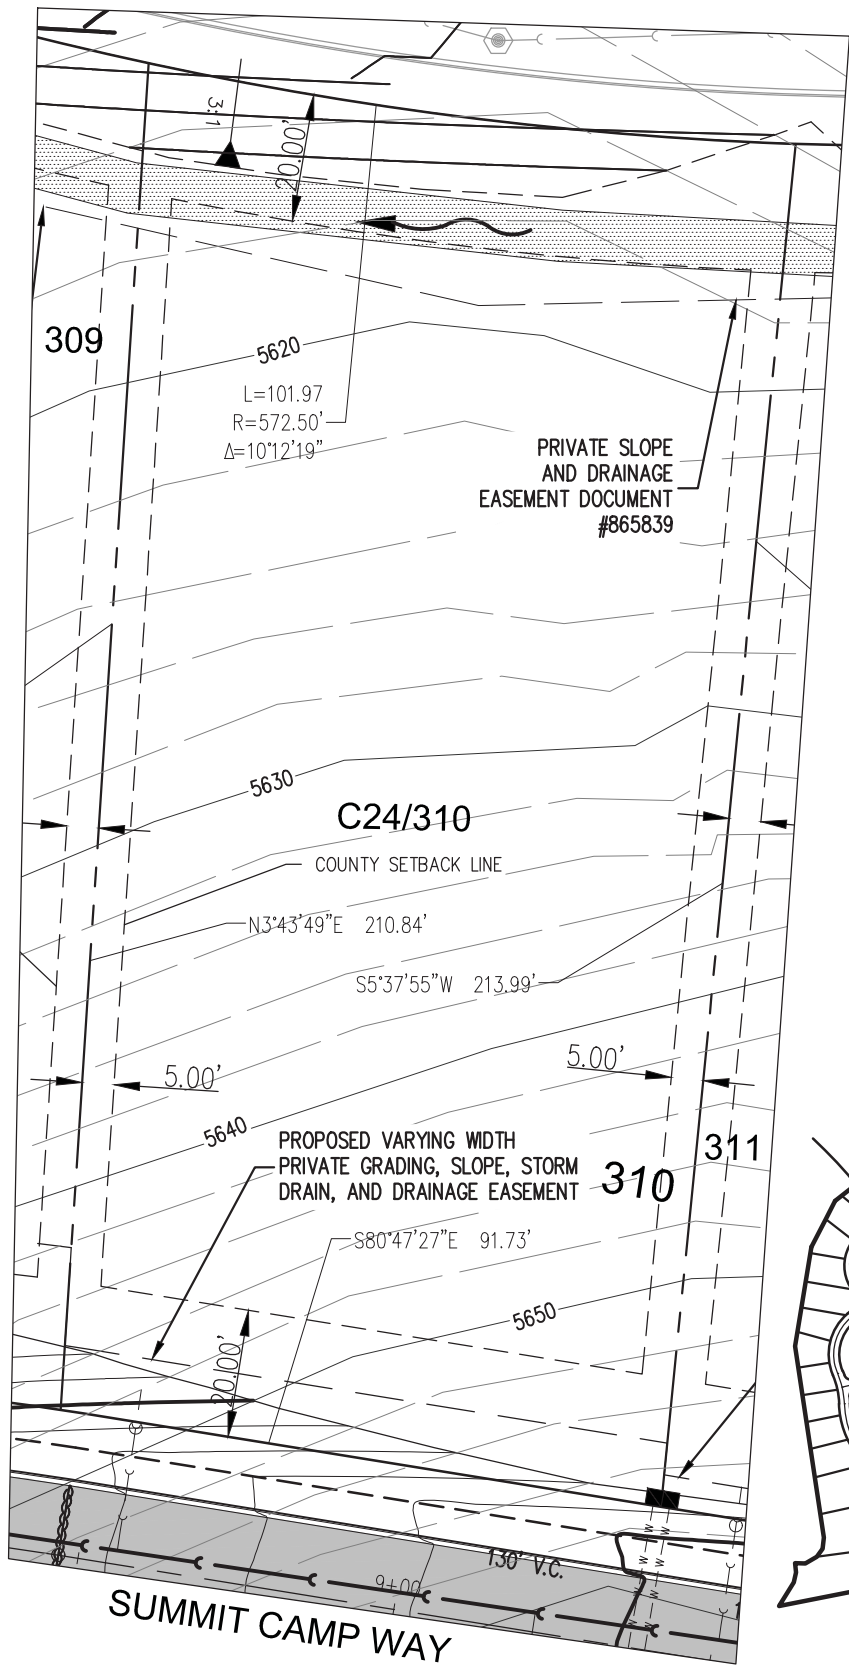 3:1
20.00'
309
5620
L=101.97
R=572.50'
Δ=10°12'19"
PRIVATE SLOPE
AND DRAINAGE
EASEMENT DOCUMENT
#865839
5630
C24/310
COUNTY SETBACK LINE
N3°43'49"E 210.84'
S5°37'55"W 213.99'
5.00'
5.00'
5640
PROPOSED VARYING WIDTH
PRIVATE GRADING, SLOPE, STORM
DRAIN, AND DRAINAGE EASEMENT
310
311
S80°47'27"E 91.73'
5650
20.00'
W W
W W
W W
W W
130' V.C.
9+00
SUMMIT CAMP WAY